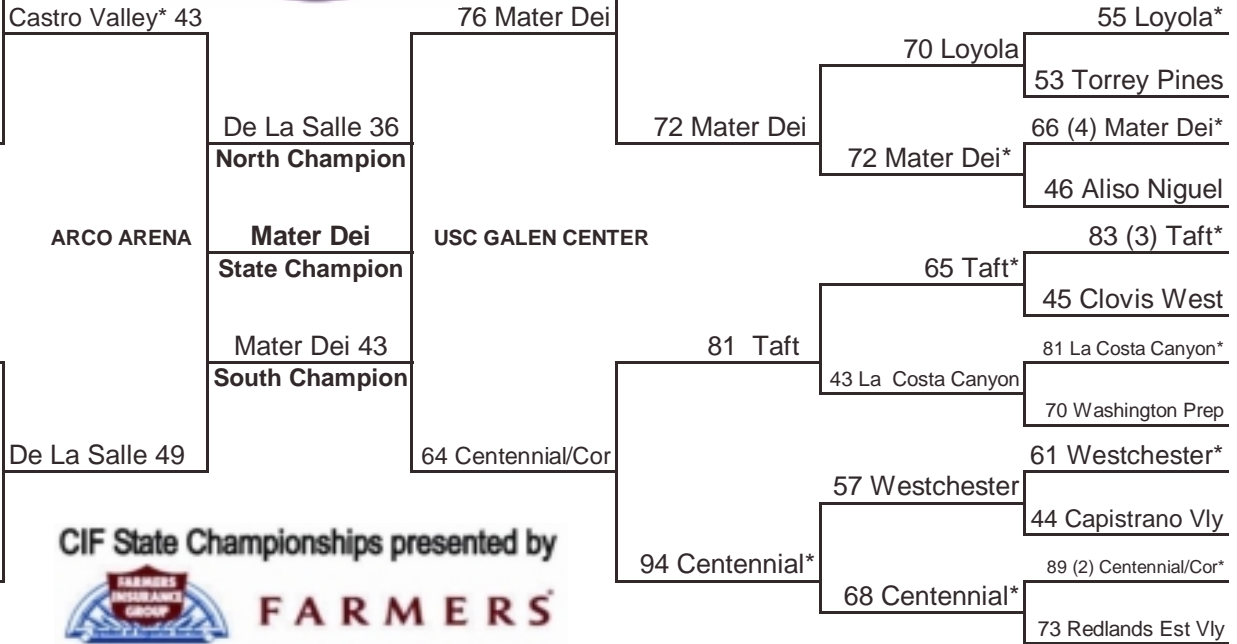 Castro Valley* 43
76 Mater Dei
55 Loyola*
70 Loyola
53 Torrey Pines
De La Salle 36
72 Mater Dei
66 (4) Mater Dei*
North Champion
72 Mater Dei*
46 Aliso Niguel
ARCO ARENA
Mater Dei
USC GALEN CENTER
83 (3) Taft*
State Champion
65 Taft*
45 Clovis West
Mater Dei 43
81 Taft
81 La Costa Canyon*
South Champion
43 La Costa Canyon
70 Washington Prep
De La Salle 49
64 Centennial/Cor
61 Westchester*
57 Westchester
44 Capistrano Vly
CIF State Championships presented by
94 Centennial*
89 (2) Centennial/Cor*
FARMERS
INSURANCE
GROUP
FARMERS
68 Centennial*
73 Redlands Est Vly